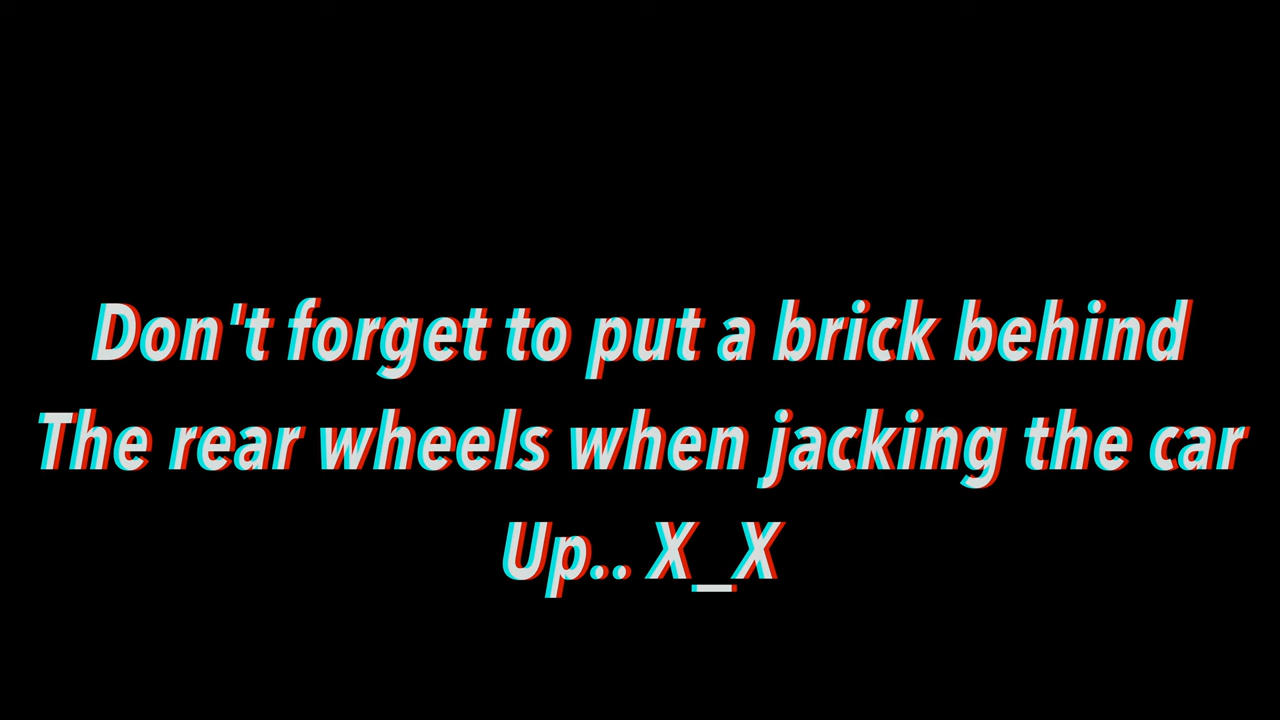 Don't forget to put a brick behind
The rear wheels when jacking the car
Up.. X_X